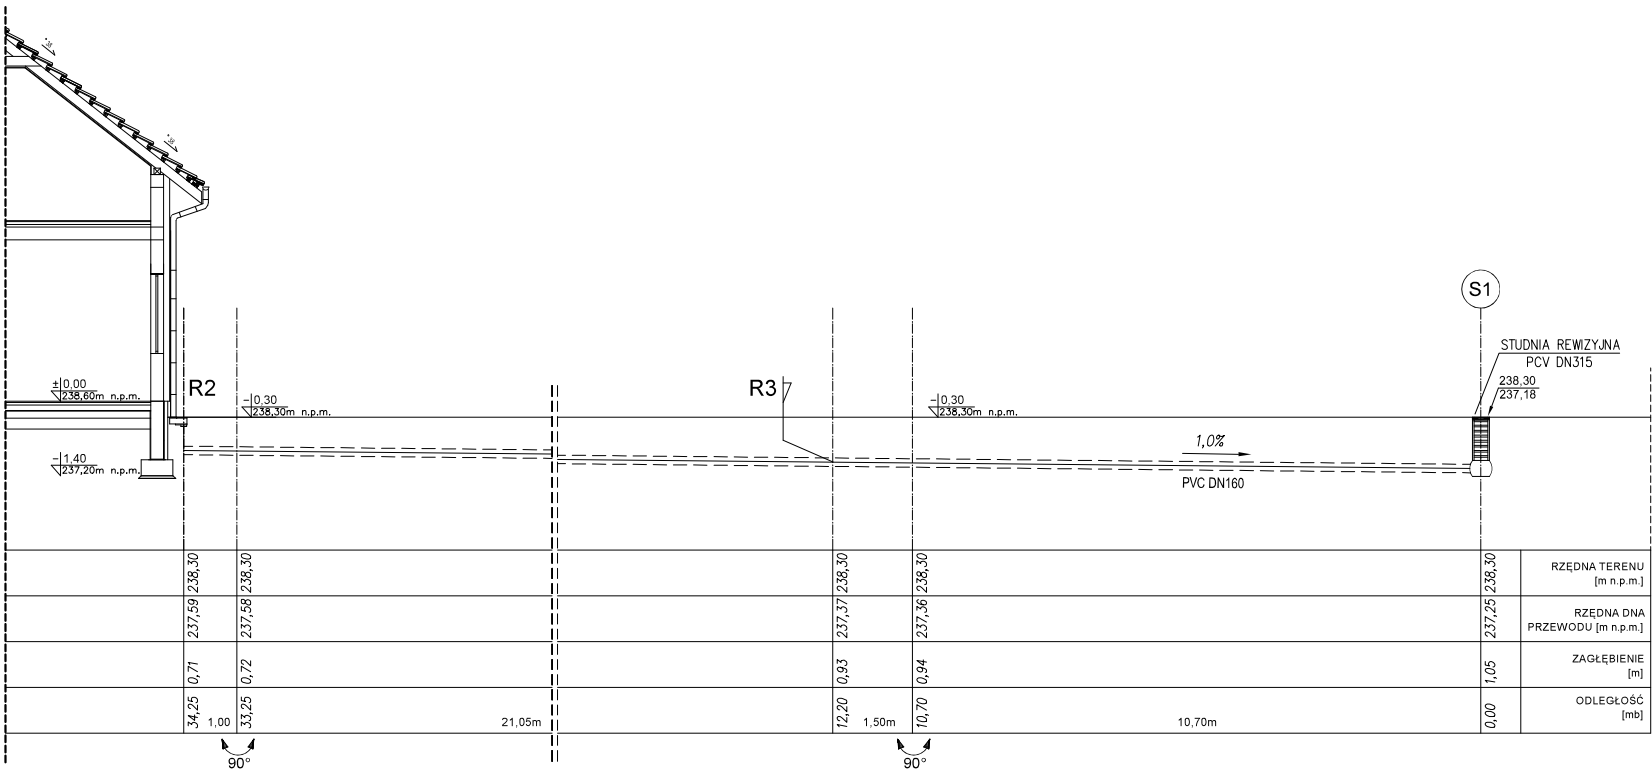 °38
°38
S1
STUDNIA REWIZYJNA
PCV DN315
238,30
237,18
±0,00
238,60m n.p.m.
R2
-0,30
238,30m n.p.m.
R3
-0,30
238,30m n.p.m.
-1,40
237,20m n.p.m.
1,0%
PVC DN160
238,30 238,30 238,30 238,30 238,30 RZĘDNA TERENU
[m n.p.m.]
237,59 237,58 237,37 237,36 237,25 RZĘDNA DNA
PRZEWODU [m n.p.m.]
0,71 0,72 0,93 0,94 1,05 ZAGŁĘBIENIE
[m]
34,25 1,00 33,25 21,05m 12,20 1,50m 10,70 10,70m 0,00 ODLEGŁOŚĆ
[mb]
90°
90°